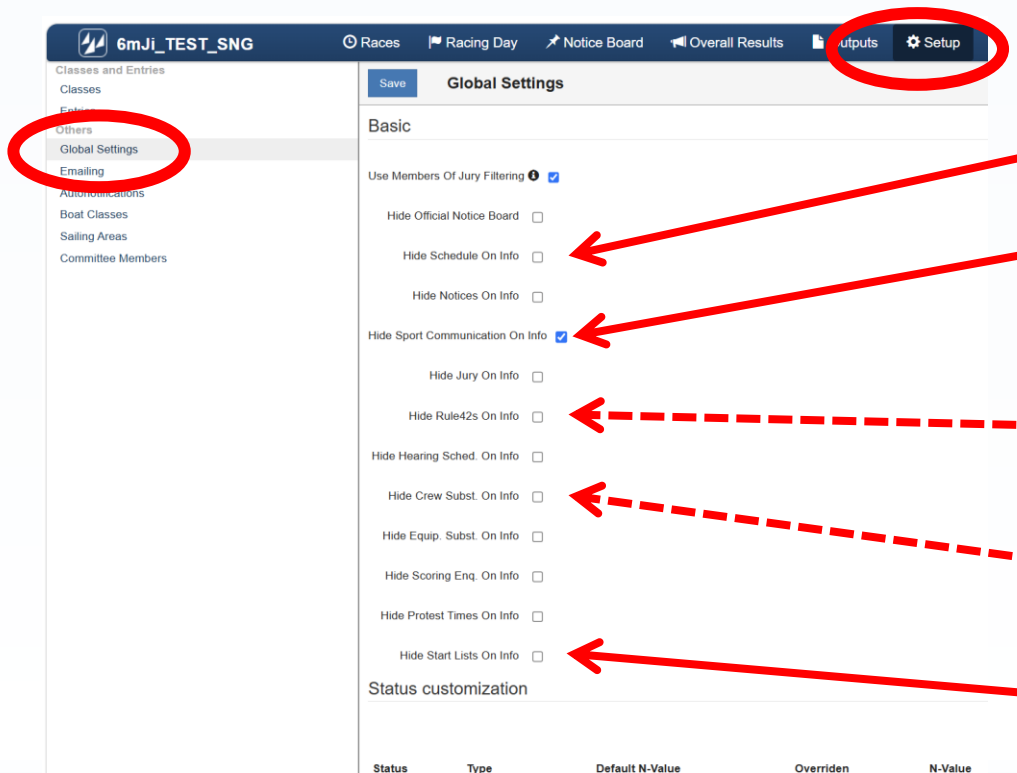 6mJi_TEST_SNG Races Racing Day Notice Board Overall Results Outputs Setup
Classes and Entries
Classes
Entries
Others
Global Settings
Emailing
Autonotifications
Boat Classes
Sailing Areas
Committee Members
Save Global Settings
Basic
Use Members Of Jury Filtering
Hide Official Notice Board
Hide Schedule On Info
Hide Notices On Info
Hide Sport Communication On Info
Hide Jury On Info
Hide Rule42s On Info
Hide Hearing Sched. On Info
Hide Crew Subst. On Info
Hide Equip. Subst. On Info
Hide Scoring Enq. On Info
Hide Protest Times On Info
Hide Start Lists On Info
Status customization
Status Type Default N-Value Overriden N-Value